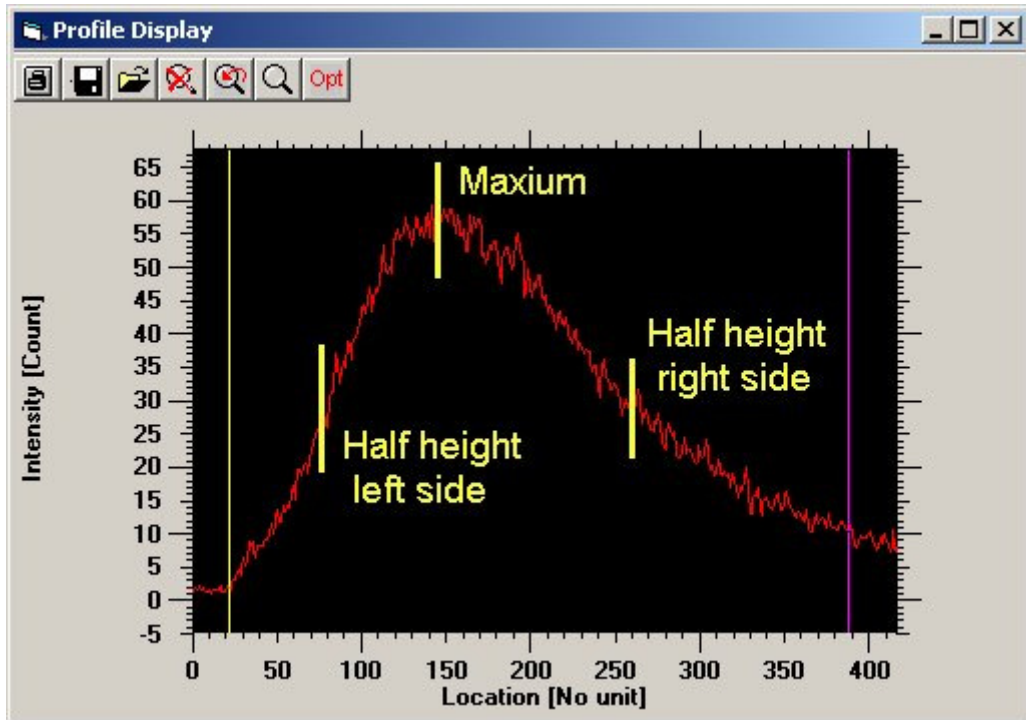 Profile Display
Opt
65
60
55
50
45
40
35
30
25
20
15
10
5
0
-5
Intensity [Count]
Maxium
Half height
right side
Half height
left side
0 50 100 150 200 250 300 350 400
Location [No unit]